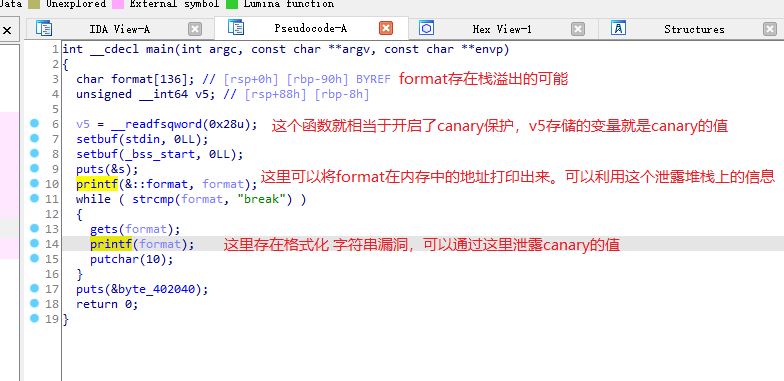 Data Unexplored External symbol Lumina function
IDA View-A Pseudocode-A Hex View-1 Structures
1 int __cdecl main(int argc, const char **argv, const char **envp)
2 {
3 char format[136]; // [rsp+0h] [rbp-90h] BYREF format存在栈溢出的可能
4 unsigned __int64 v5; // [rsp+88h] [rbp-8h]
5
6 v5 = __readfsqword(0x28u); 这个函数就相当于开启了canary保护，v5存储的变量就是canary的值
7 setbuf(stdin, 0LL);
8 setbuf(_bss_start, 0LL);
9 puts(&s);
10 printf(&::format, format); 这里可以将format在内存中的地址打印出来。可以利用这个泄露堆栈上的信息
11 while ( strcmp(format, "break") )
12 {
13 gets(format);
14 printf(format); 这里存在格式化 字符串漏洞，可以通过这里泄露canary的值
15 putchar(10);
16 }
17 puts(&byte_402040);
18 return 0;
19 }